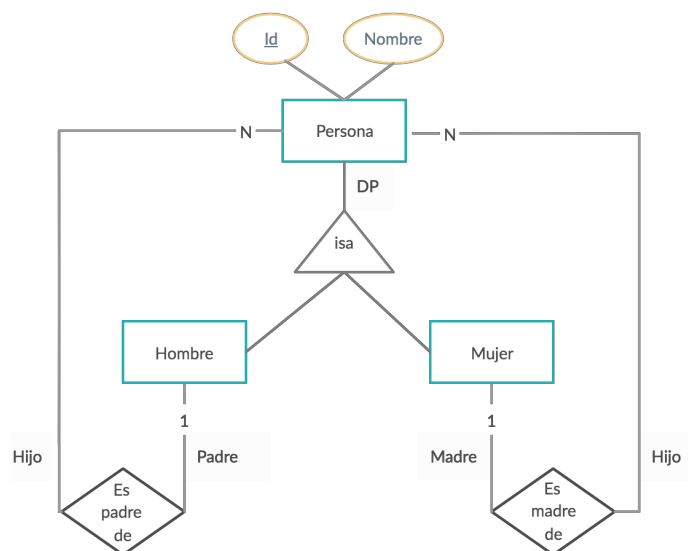 Id
Nombre
N
Persona
N
DP
isa
Hombre
Mujer
1
1
Hijo
Padre
Madre
Hijo
Es
padre
de
Es
madre
de